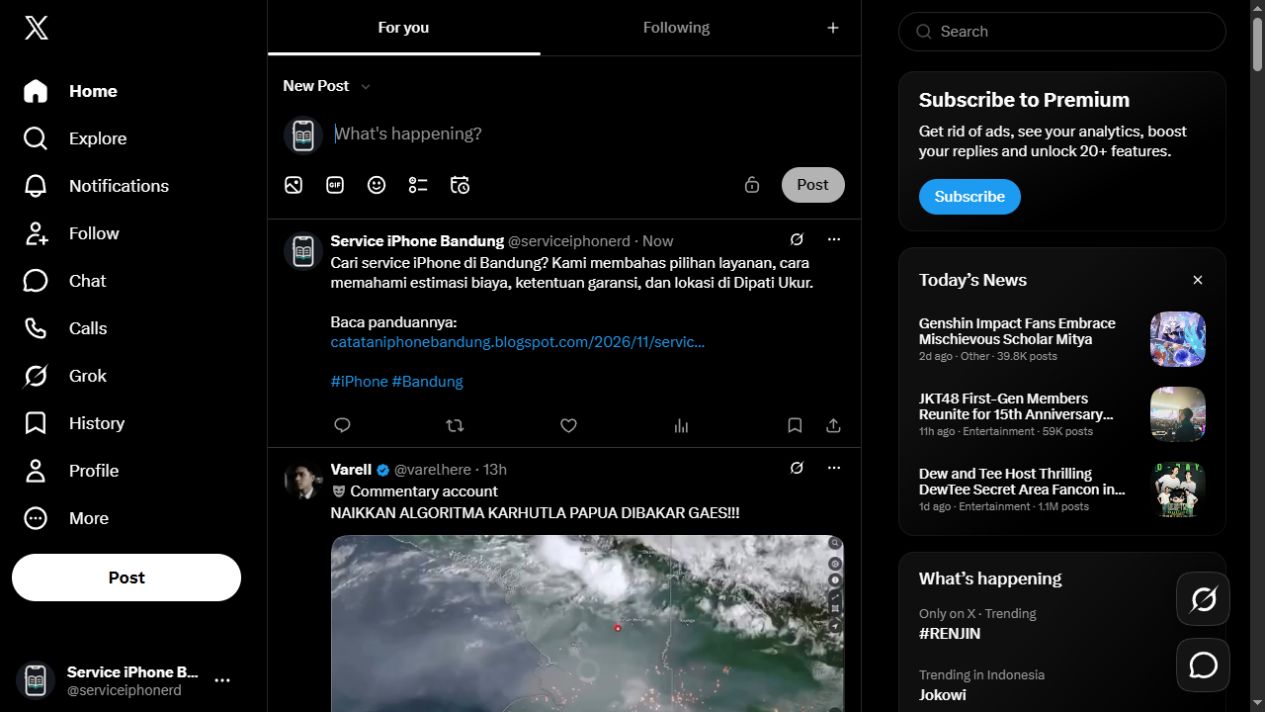 For you
Following
Home
Explore
Notifications
Follow
Chat
Calls
Grok
History
Profile
More
Post
Service iPhone B...
@serviceiphonerd
New Post
What's happening?
GIF
Post
Service iPhone Bandung @serviceiphonerd · Now
Cari service iPhone di Bandung? Kami membahas pilihan layanan, cara
memahami estimasi biaya, ketentuan garansi, dan lokasi di Dipati Ukur.
Baca panduannya:
catataniphonebandung.blogspot.com/2026/11/servic...
#iPhone #Bandung
Varell @varelhere · 13h
Commentary account
NAIKKAN ALGORITMA KARHUTLA PAPUA DIBAKAR GAES!!!
Search
Subscribe to Premium
Get rid of ads, see your analytics, boost
your replies and unlock 20+ features.
Subscribe
Today's News
Genshin Impact Fans Embrace
Mischievous Scholar Mitya
2d ago · Other · 39.8K posts
JKT48 First-Gen Members
Reunite for 15th Anniversary...
11h ago · Entertainment · 59K posts
Dew and Tee Host Thrilling
DewTee Secret Area Fancon in...
1d ago · Entertainment · 1.1M posts
What's happening
Only on X · Trending
#RENJIN
Trending in Indonesia
Jokowi